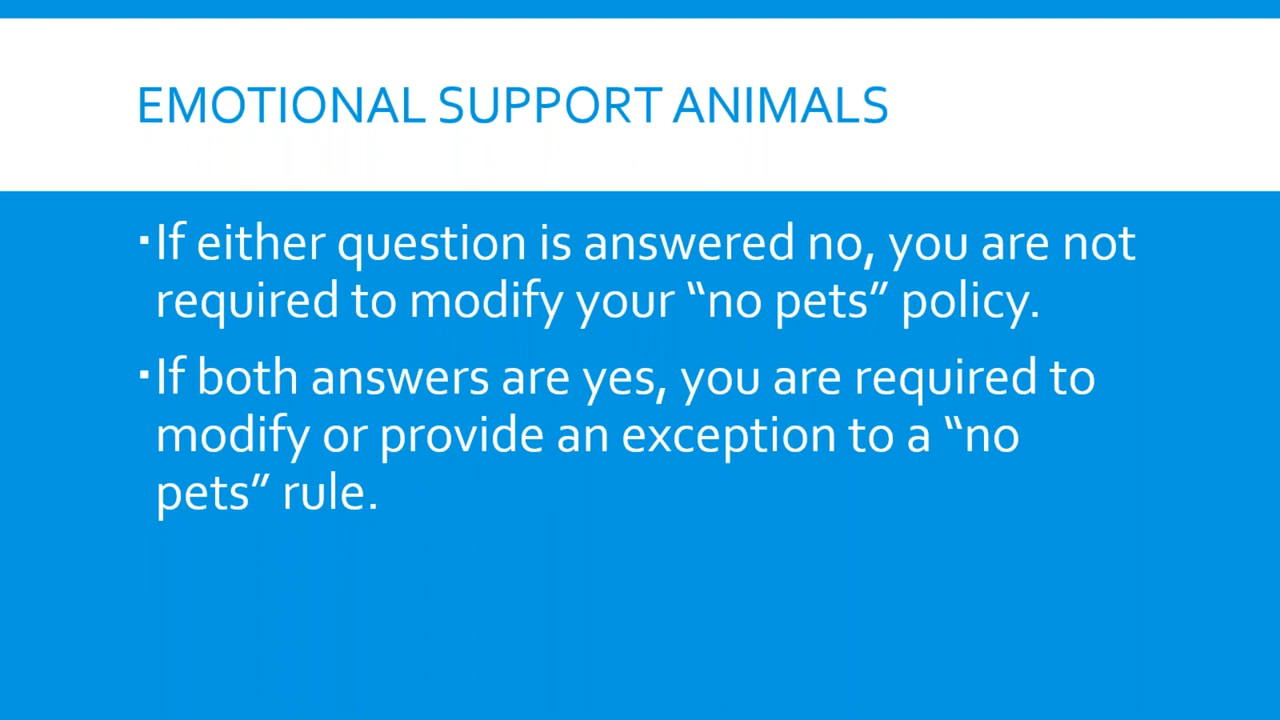 EMOTIONAL SUPPORT ANIMALS
▪If either question is answered no, you are not
required to modify your “no pets” policy.
▪If both answers are yes, you are required to
modify or provide an exception to a “no
pets” rule.